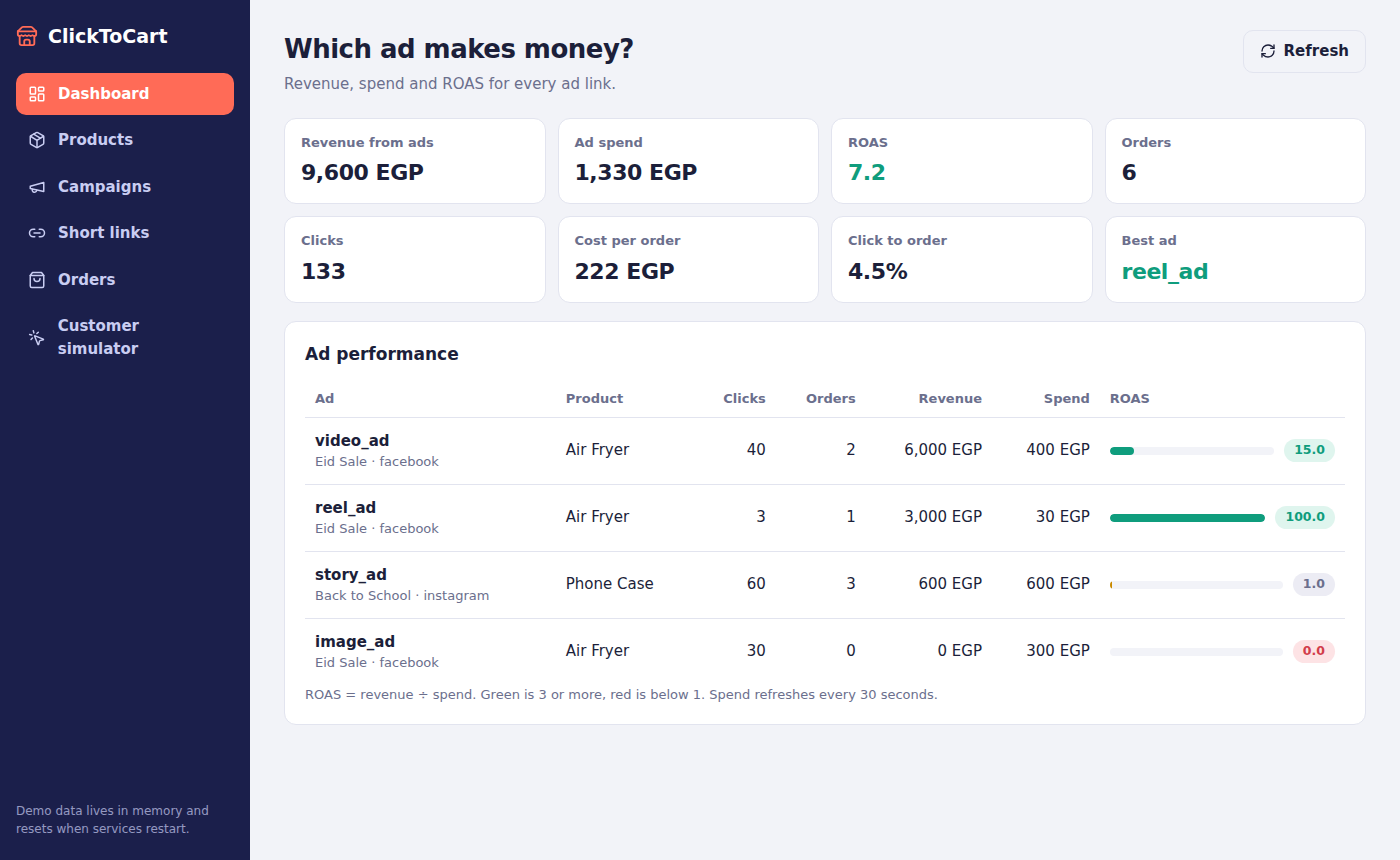 ClickToCart
Dashboard
Products
Campaigns
Short links
Orders
Customer
simulator
Demo data lives in memory and
resets when services restart.
Which ad makes money?
Revenue, spend and ROAS for every ad link.
Refresh
Revenue from ads
9,600 EGP
Ad spend
1,330 EGP
ROAS
7.2
Orders
6
Clicks
133
Cost per order
222 EGP
Click to order
4.5%
Best ad
reel_ad
Ad performance
Ad Product Clicks Orders Revenue Spend ROAS
video_ad
Eid Sale · facebook
Air Fryer 40 2 6,000 EGP 400 EGP 15.0
reel_ad
Eid Sale · facebook
Air Fryer 3 1 3,000 EGP 30 EGP 100.0
story_ad
Back to School · instagram
Phone Case 60 3 600 EGP 600 EGP 1.0
image_ad
Eid Sale · facebook
Air Fryer 30 0 0 EGP 300 EGP 0.0
ROAS = revenue ÷ spend. Green is 3 or more, red is below 1. Spend refreshes every 30 seconds.